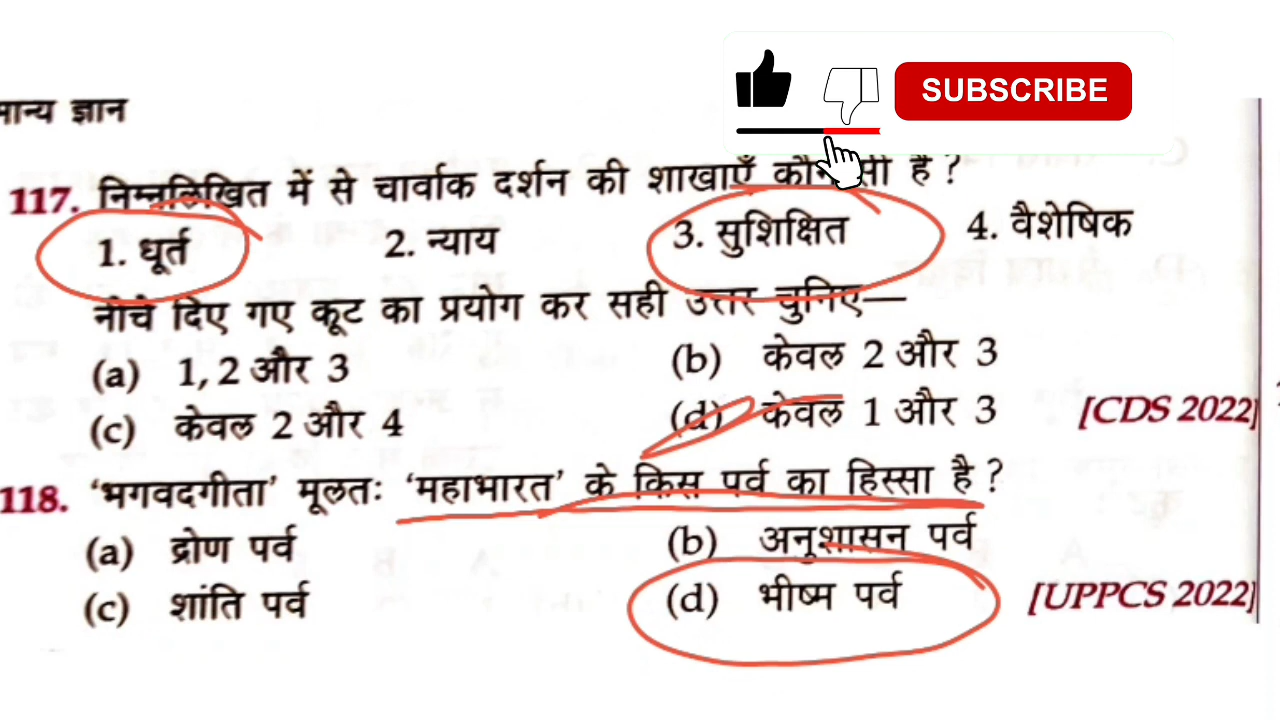 SUBSCRIBE
मान्य ज्ञान
117. निम्नलिखित में से चार्वाक दर्शन की शाखाएँ हैं ?
1. धूर्त 2. न्याय 3. सुशिक्षित 4. वैशेषिक
नीचे दिए गए कूट का प्रयोग कर सही उत्तर चुनिए—
(a) 1, 2 और 3 (b) केवल 2 और 3
(c) केवल 2 और 4 (d) केवल 1 और 3 [CDS 2022]
118. ‘भगवदगीता’ मूलतः ‘महाभारत’ के किस पर्व का हिस्सा है ?
(a) द्रोण पर्व (b) अनुशासन पर्व
(c) शांति पर्व (d) भीष्म पर्व [UPPCS 2022]